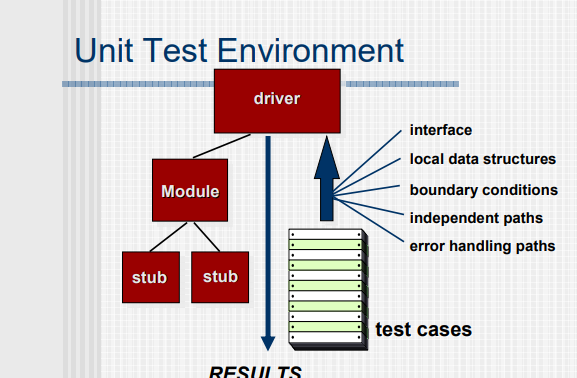 Unit Test Environment
driver
interface
local data structures
Module
boundary conditions
independent paths
error handling paths
stub
stub
test cases
RESULTS